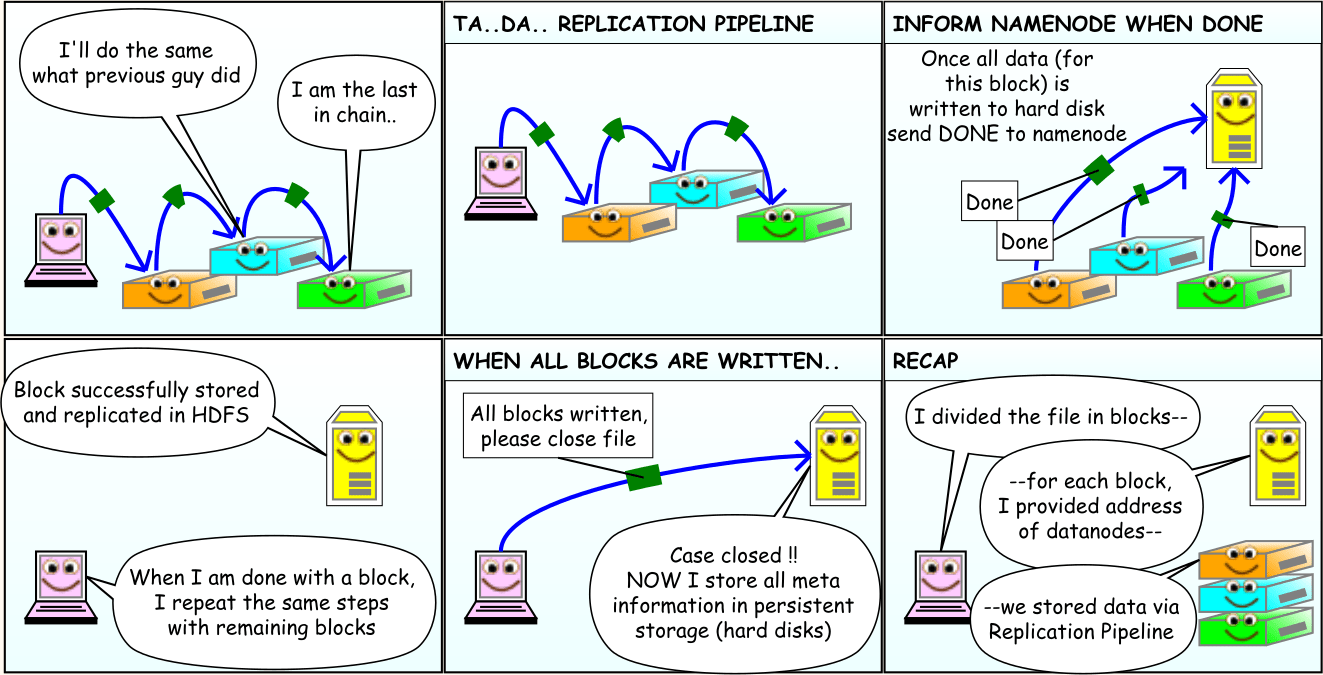 I'll do the same
what previous guy did
I am the last
in chain..
TA..DA.. REPLICATION PIPELINE
INFORM NAMENODE WHEN DONE
Once all data (for
this block) is
written to hard disk
send DONE to namenode
Done
Done
Done
Block successfully stored
and replicated in HDFS
When I am done with a block,
I repeat the same steps
with remaining blocks
WHEN ALL BLOCKS ARE WRITTEN..
All blocks written,
please close file
Case closed !!
NOW I store all meta
information in persistent
storage (hard disks)
RECAP
I divided the file in blocks--
--for each block,
I provided address
of datanodes--
--we stored data via
Replication Pipeline